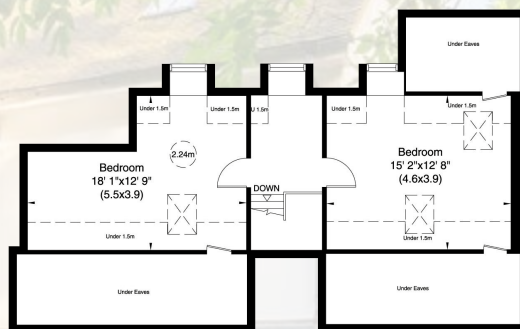 Under Eaves
Under 1.5m
Under 1.5m
U 1.5m
Under 1.5m
Under 1.5m
2.24m
Bedroom
18' 1"x12' 9"
(5.5x3.9)
Bedroom
15' 2"x12' 8"
(4.6x3.9)
DOWN
Under 1.5m
Under 1.5m
Under Eaves
Under Eaves